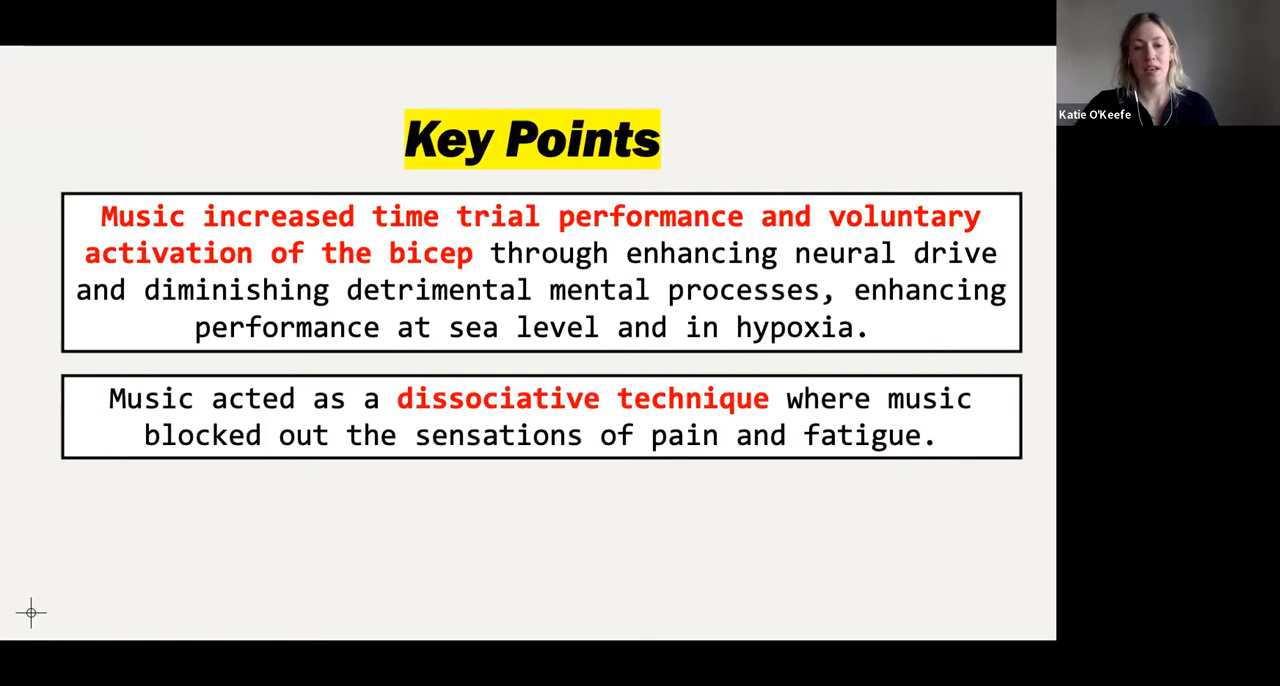 Key Points
Music increased time trial performance and voluntary
activation of the bicep through enhancing neural drive
and diminishing detrimental mental processes, enhancing
performance at sea level and in hypoxia.
Music acted as a dissociative technique where music
blocked out the sensations of pain and fatigue.
Katie O'Keefe